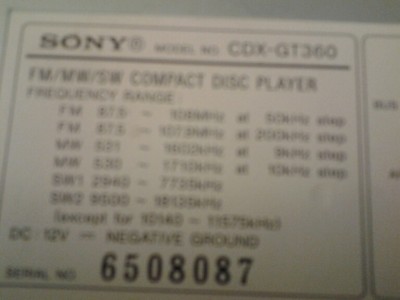 SONY® MODEL NO. CDX-GT360
FM/MW/SW COMPACT DISC PLAYER
FREQUENCY RANGE:
FM 87.5 - 108MHz at 50kHz step
FM 87.5 - 107.9MHz at 200kHz step
MW 531 - 1602kHz at 9kHz step
MW 530 - 1710kHz at 10kHz step
SW1 2940 - 7735kHz
SW2 9500 - 18135kHz
(except for 10140 - 11575kHz)
DC: 12V - NEGATIVE GROUND
SERIAL NO. 6508087
BUS